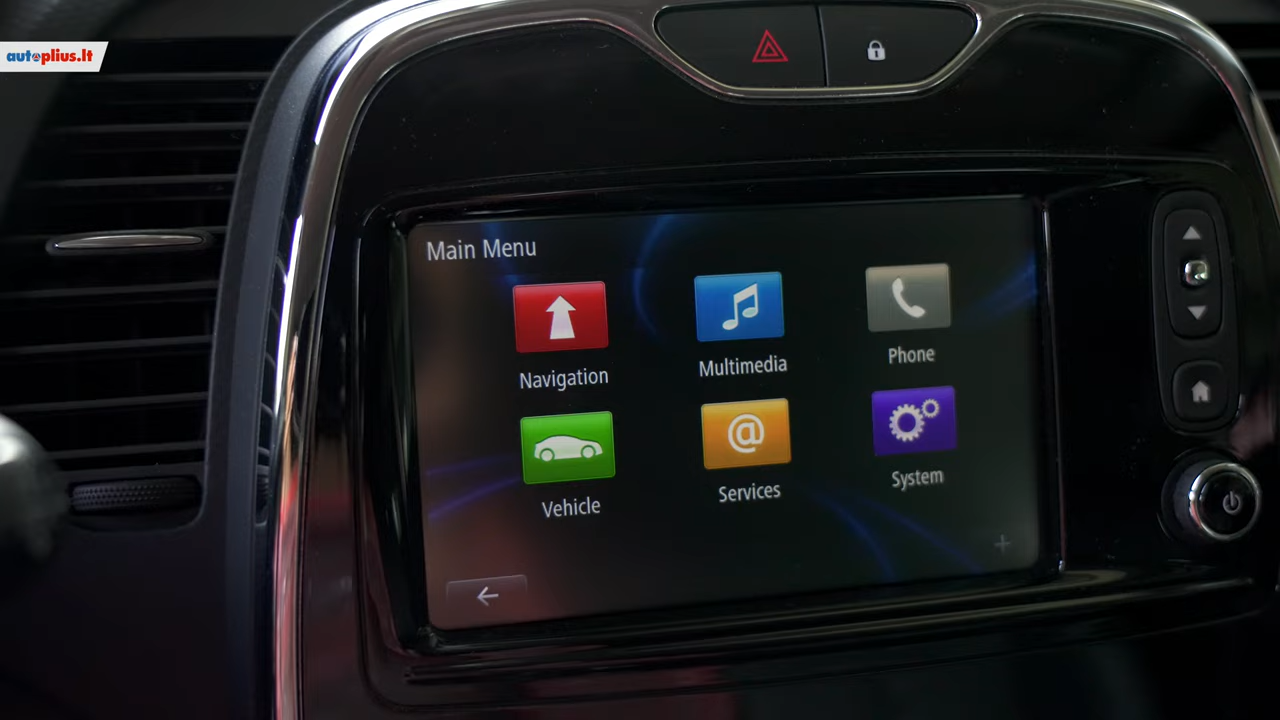 autoplius.lt
Main Menu
Navigation
Multimedia
Phone
Vehicle
@
Services
System
+